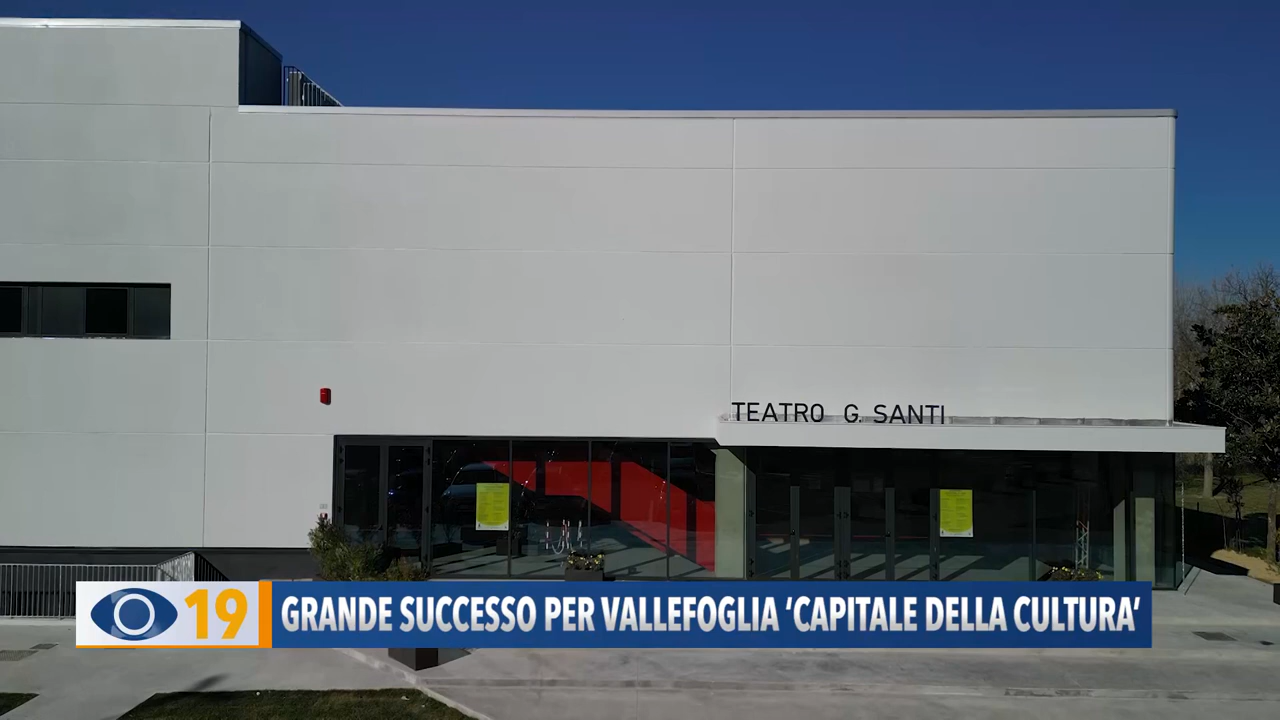 TEATRO G. SANTI
19 GRANDE SUCCESSO PER VALLEFOGLIA ‘CAPITALE DELLA CULTURA’